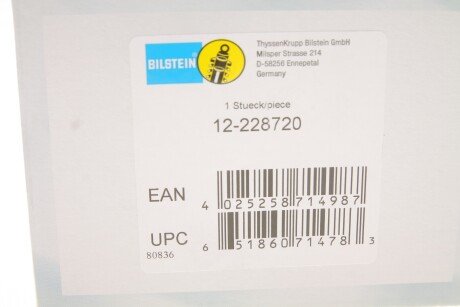 BILSTEIN
ThyssenKrupp Bilstein GmbH
Milsper Strasse 214
D-58256 Ennepetal
Germany
1 Stueck/piece
12-228720
EAN
4 025258 714987
UPC
6 51860 71478 3
80836